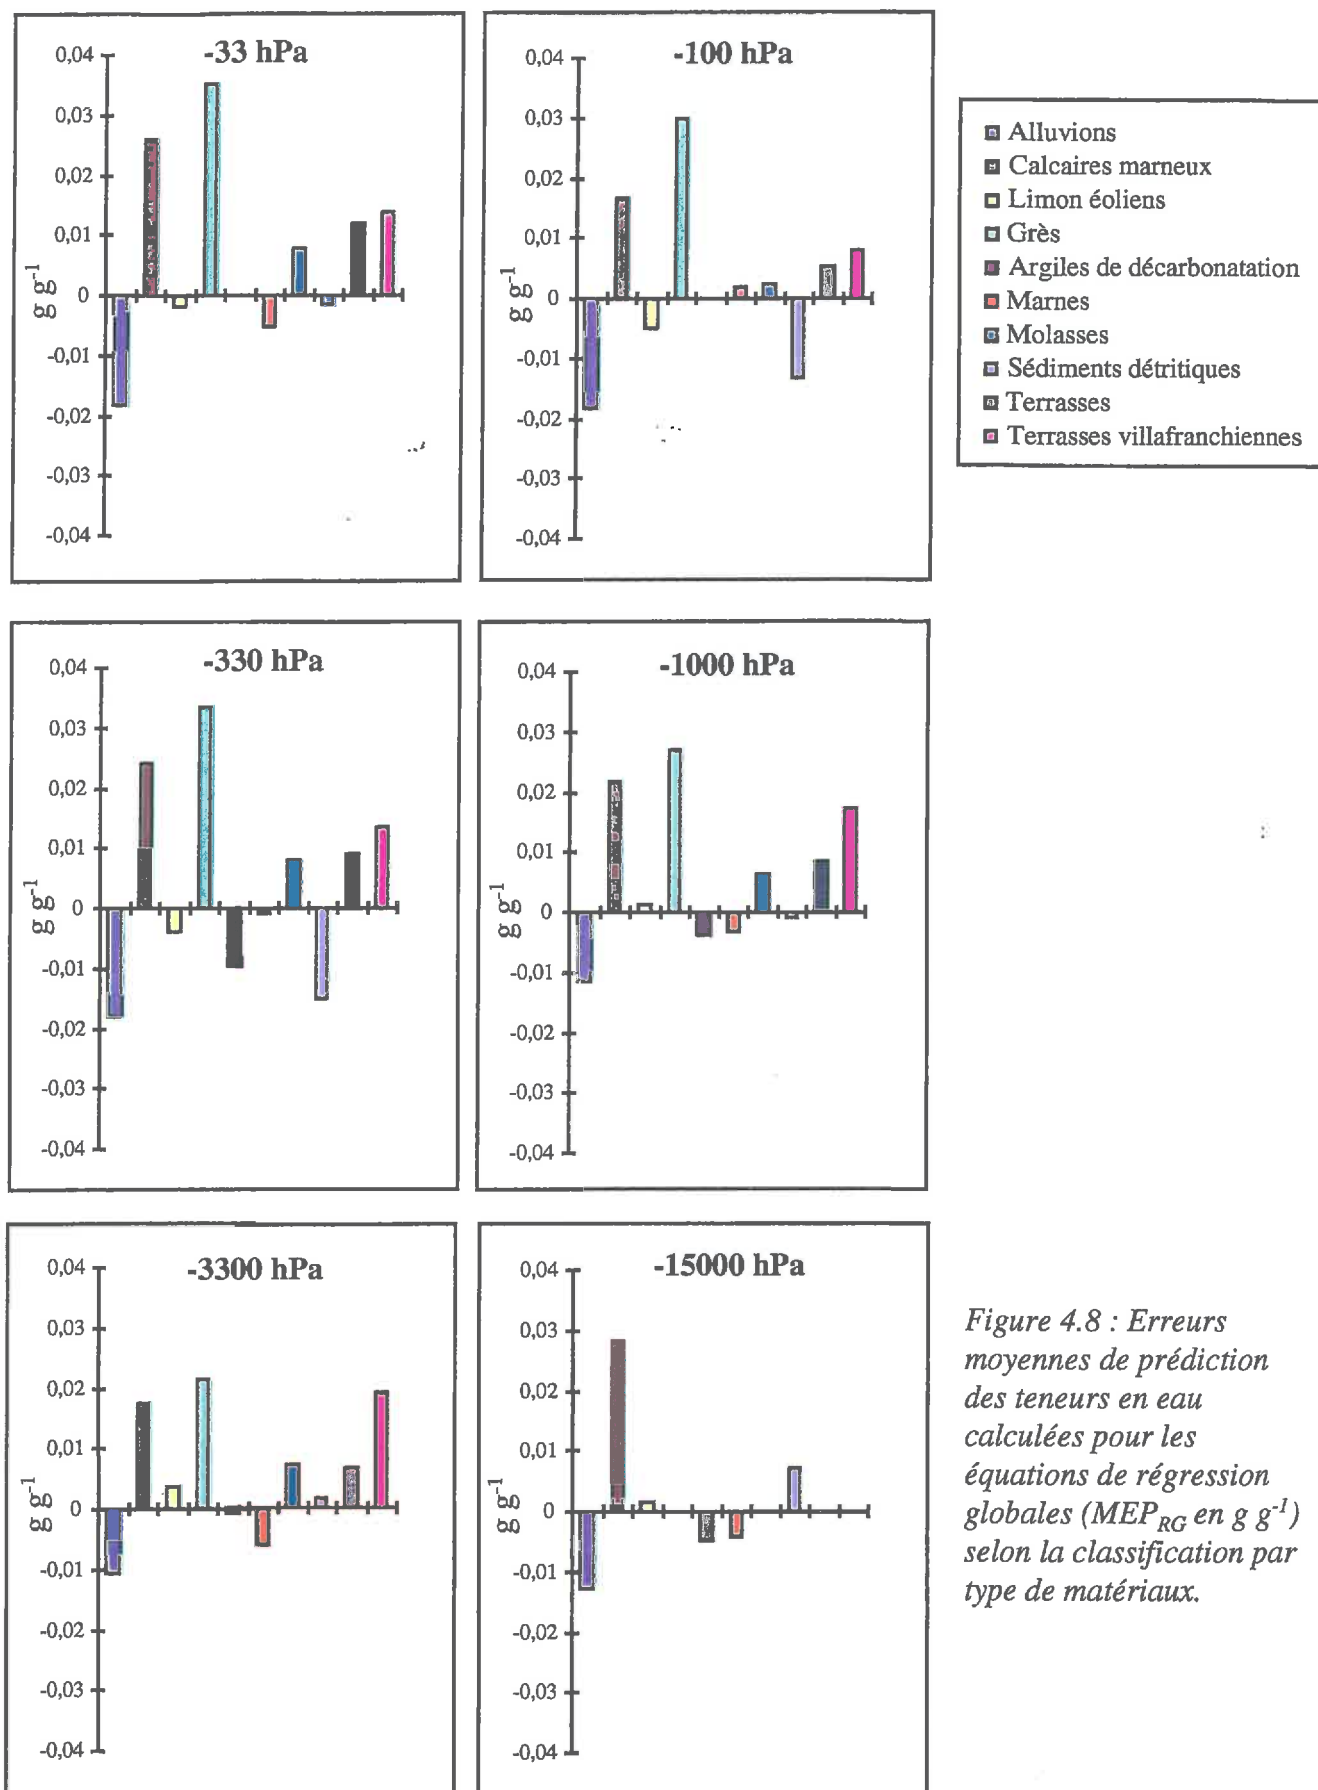 -33 hPa
0,04
0,03
0,02
0,01
0
-0,01
-0,02
-0,03
-0,04
g g-1
-100 hPa
0,04
0,03
0,02
0,01
0
-0,01
-0,02
-0,03
-0,04
g g-1
Alluvions
Calcaires marneux
Limon éoliens
Grès
Argiles de décarbonatation
Marnes
Molasses
Sédiments détritiques
Terrasses
Terrasses villafranchiennes
-330 hPa
0,04
0,03
0,02
0,01
0
-0,01
-0,02
-0,03
-0,04
g g-1
-1000 hPa
0,04
0,03
0,02
0,01
0
-0,01
-0,02
-0,03
-0,04
g g-1
-3300 hPa
0,04
0,03
0,02
0,01
0
-0,01
-0,02
-0,03
-0,04
g g-1
-15000 hPa
0,04
0,03
0,02
0,01
0
-0,01
-0,02
-0,03
-0,04
g g-1
Figure 4.8 : Erreurs
moyennes de prédiction
des teneurs en eau
calculées pour les
équations de régression
globales (MEPRG en g g-1)
selon la classification par
type de matériaux.